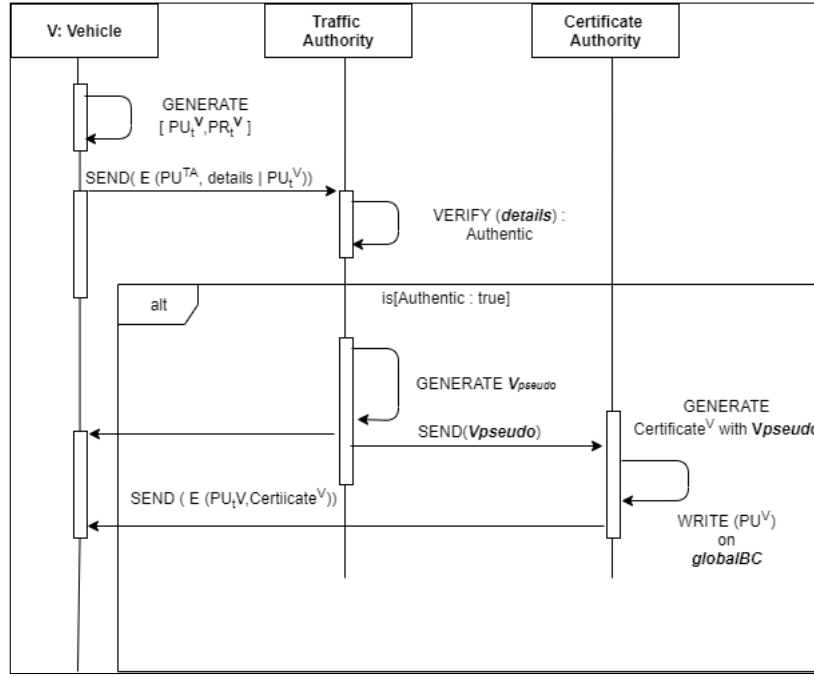 V: Vehicle
Traffic
Authority
Certificate
Authority
GENERATE
[ PUₜⱽ,PRₜⱽ ]
SEND( E (PUᵀᴬ, details | PUₜⱽ))
VERIFY (details) :
Authentic
alt
is[Authentic : true]
GENERATE Vpseudo
GENERATE
Certificateⱽ with Vpseudo
SEND(Vpseudo)
SEND ( E (PUₜV,Certiicateⱽ))
WRITE (PUⱽ)
on
globalBC